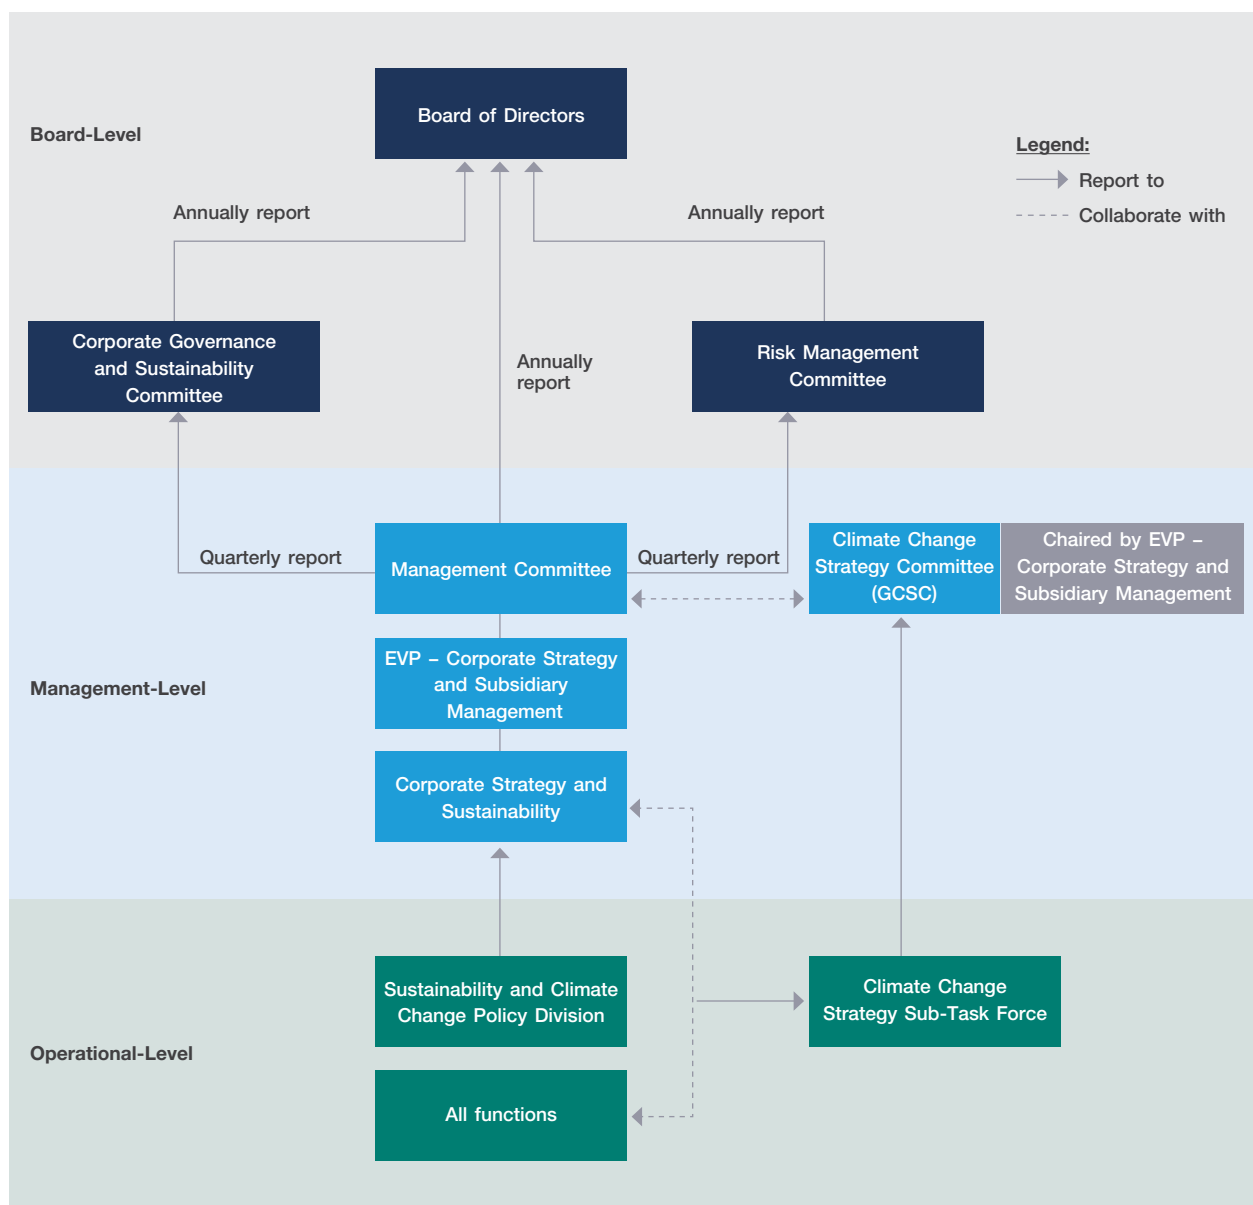 Board of Directors
Board-Level
Legend:
Report to
Collaborate with
Annually report
Annually report
Corporate Governance
and Sustainability
Committee
Annually
report
Risk Management
Committee
Quarterly report
Management Committee
Quarterly report
Climate Change
Strategy Committee
(GCSC)
Chaired by EVP –
Corporate Strategy and
Subsidiary Management
EVP – Corporate Strategy
and Subsidiary
Management
Management-Level
Corporate Strategy and
Sustainability
Sustainability and Climate
Change Policy Division
Climate Change
Strategy Sub-Task Force
Operational-Level
All functions